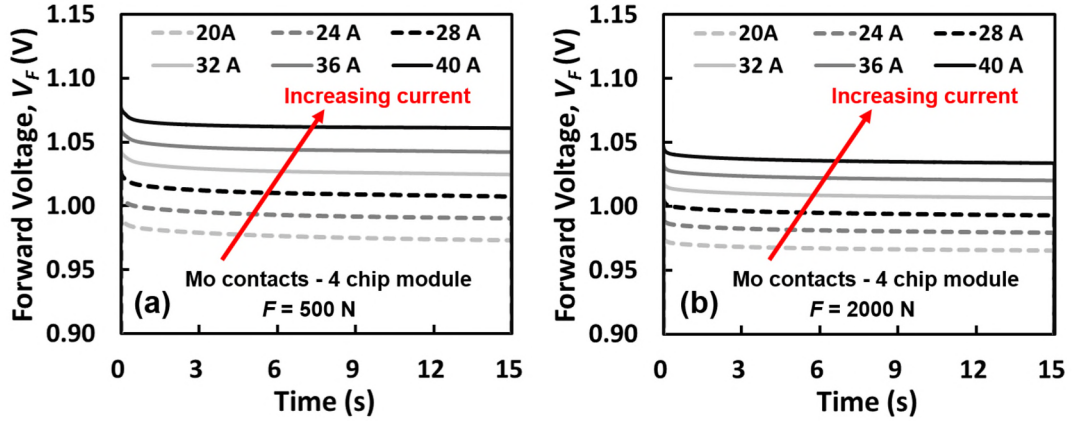 Forward Voltage, VF (V)
1.15
1.10
1.05
1.00
0.95
0.90
20A 24 A 28 A
32 A 36 A 40 A
Increasing current
Mo contacts - 4 chip module
(a) F = 500 N
0 3 6 9 12 15
Time (s)
Forward Voltage, VF (V)
1.15
1.10
1.05
1.00
0.95
0.90
20A 24 A 28 A
32 A 36 A 40 A
Increasing current
Mo contacts - 4 chip module
(b) F = 2000 N
0 3 6 9 12 15
Time (s)